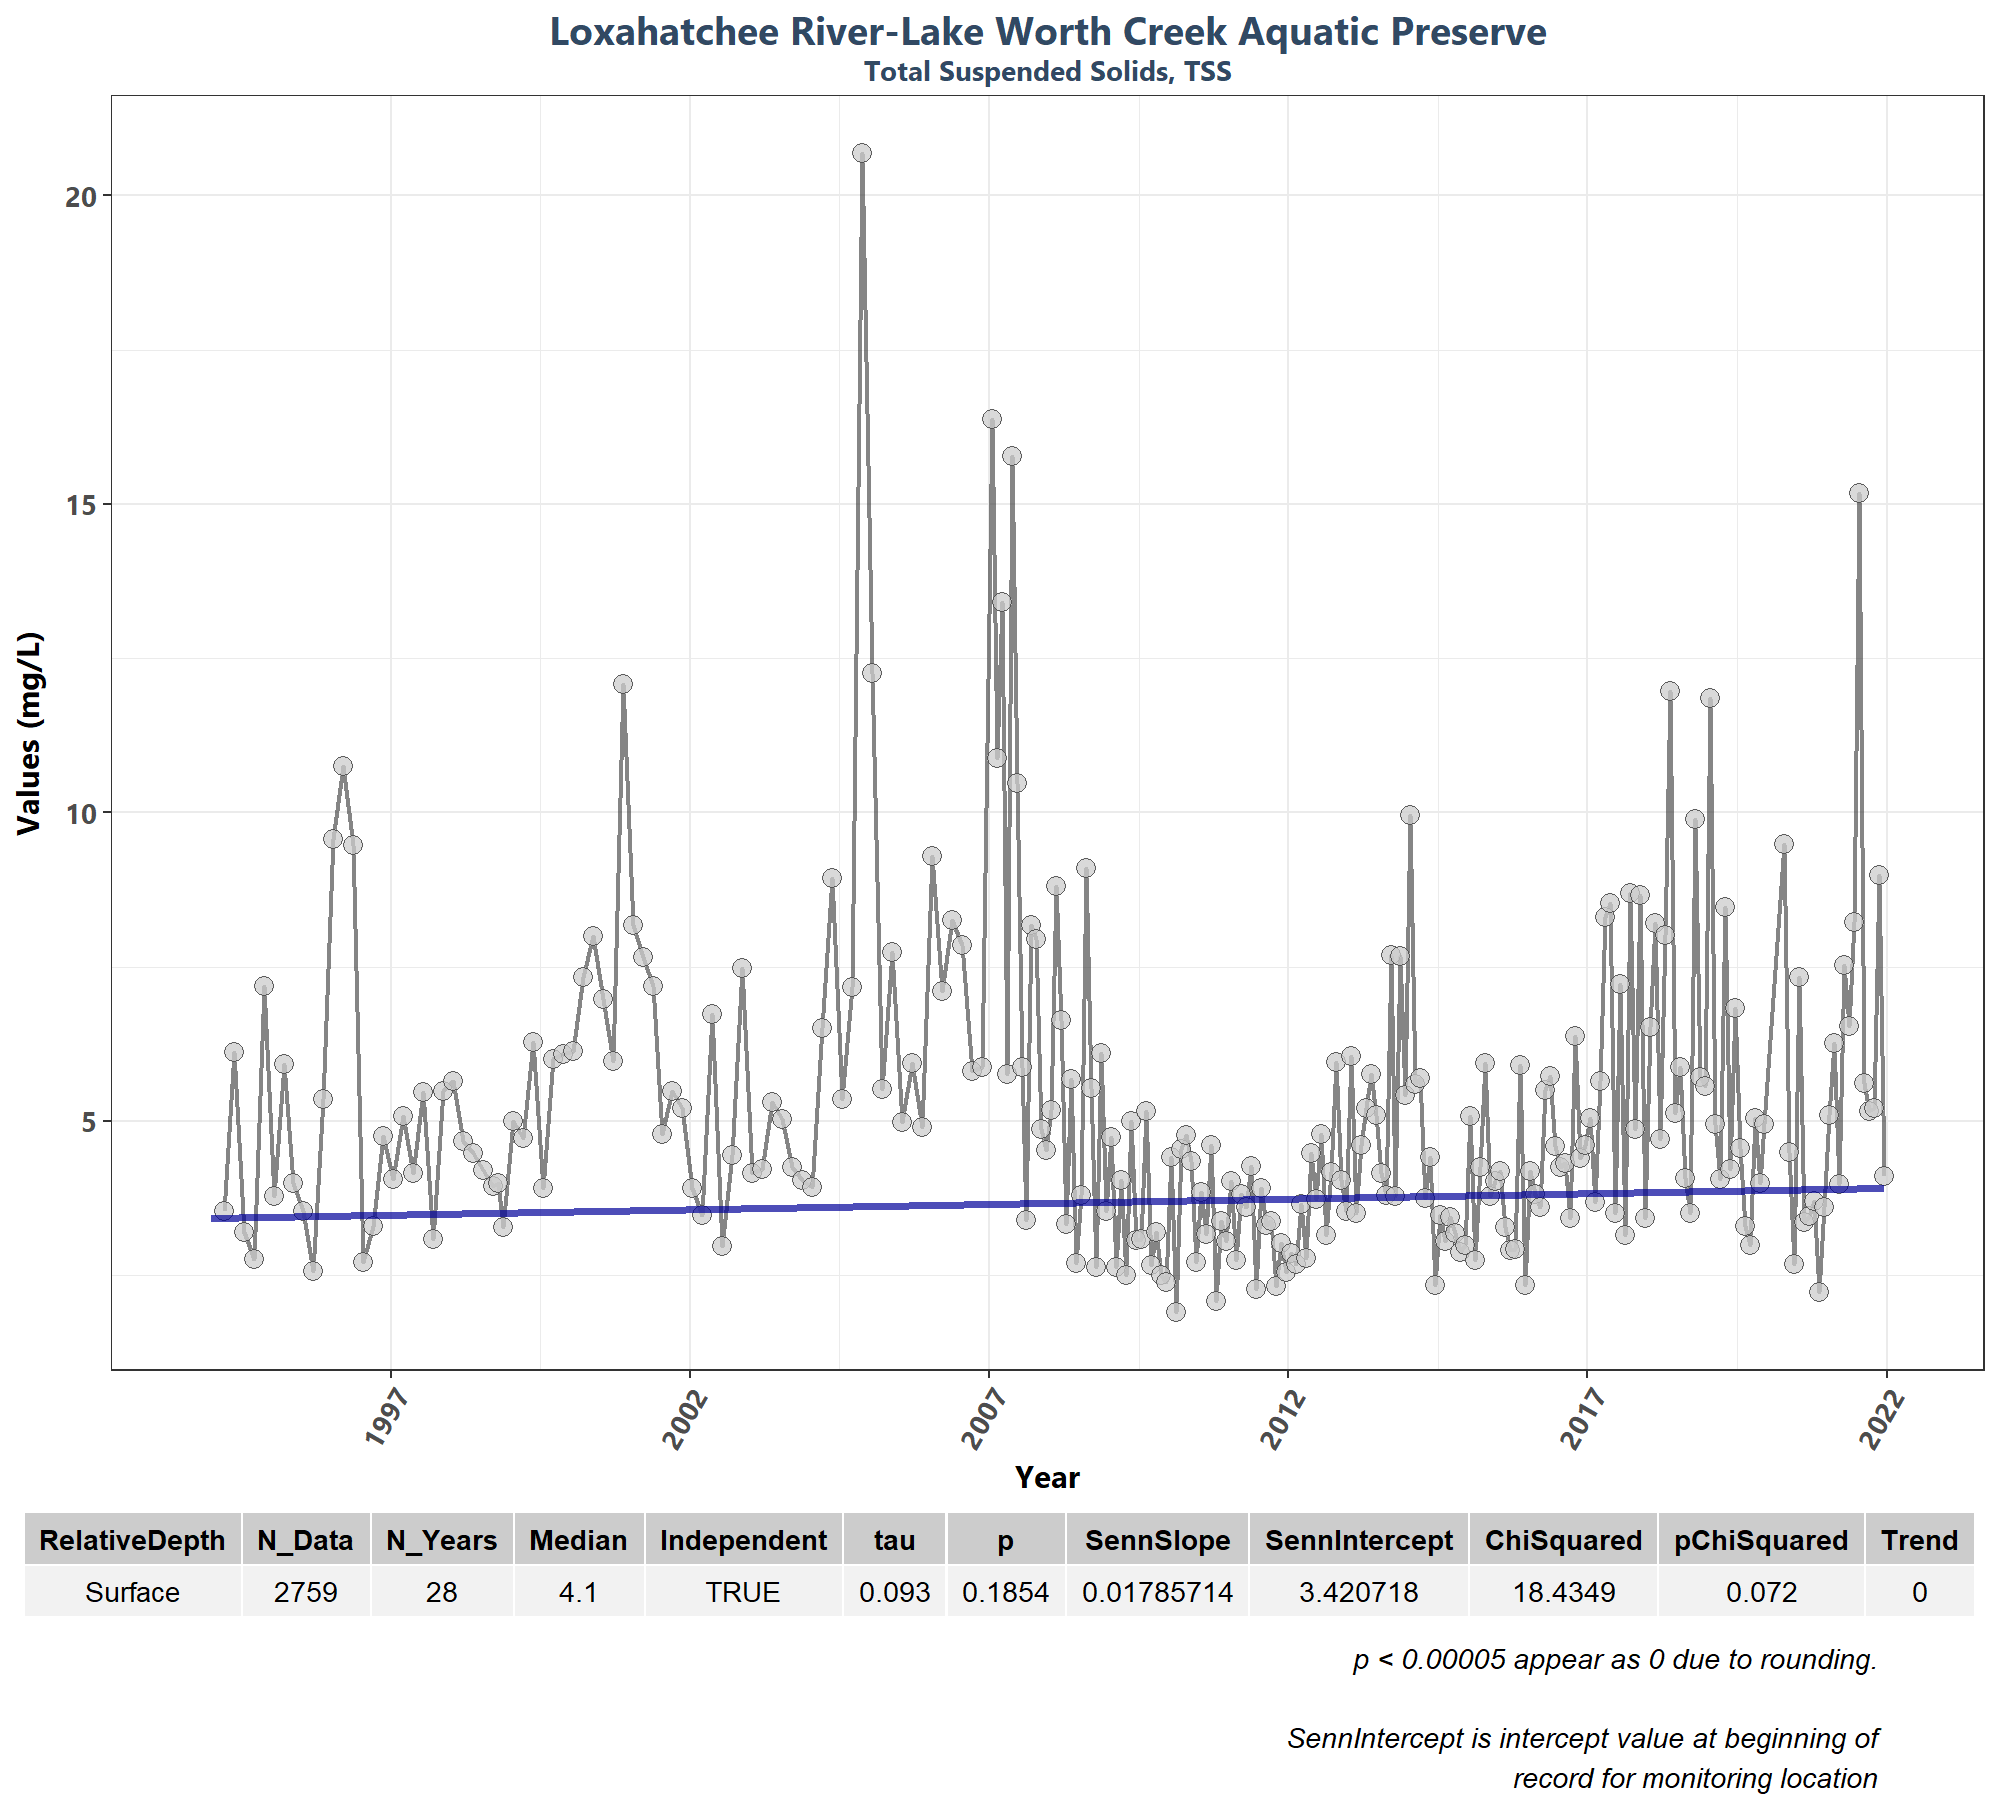 Loxahatchee River-Lake Worth Creek Aquatic Preserve
Total Suspended Solids, TSS
Values (mg/L)
20
15
10
5
1997
2002
2007
2012
2017
2022
Year
RelativeDepth N_Data N_Years Median Independent tau p SennSlope SennIntercept ChiSquared pChiSquared Trend
Surface 2759 28 4.1 TRUE 0.093 0.1854 0.01785714 3.420718 18.4349 0.072 0
p < 0.00005 appear as 0 due to rounding.
SennIntercept is intercept value at beginning of
record for monitoring location